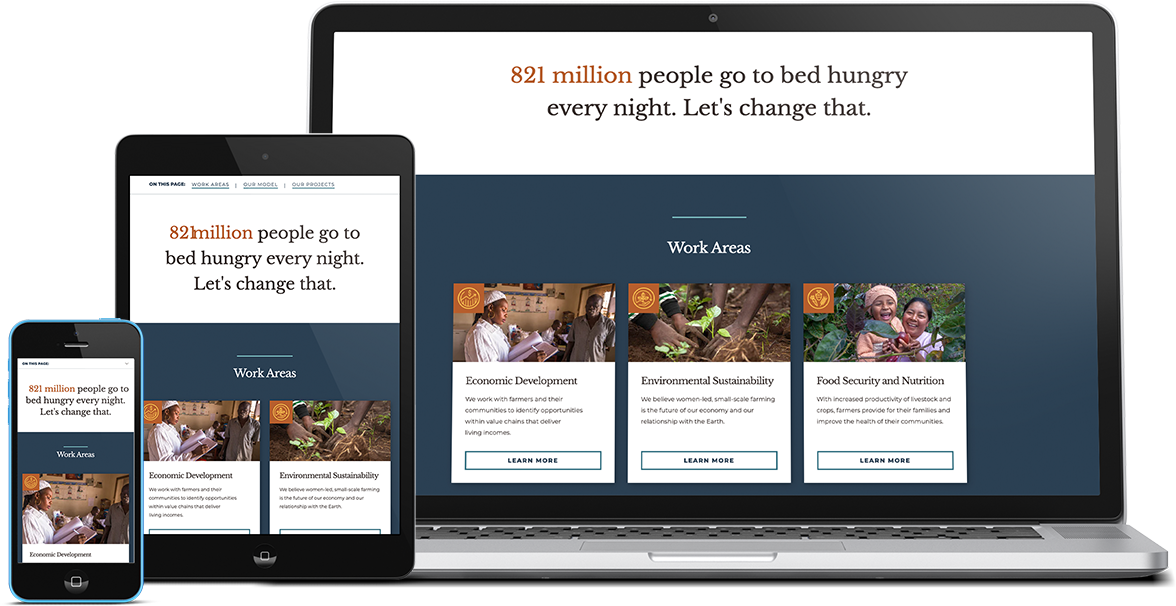 821 million people go to bed hungry
every night. Let's change that.
Work Areas
Economic Development
We work with farmers and their
communities to identify opportunities
within value chains that deliver
living incomes.
LEARN MORE
Environmental Sustainability
We believe women-led, small-scale farming
is the future of our economy and our
relationship with the Earth.
LEARN MORE
Food Security and Nutrition
With increased productivity of livestock and
crops, farmers provide for their families and
improve the health of their communities.
LEARN MORE
ON THIS PAGE: WORK AREAS | OUR MODEL | OUR PROJECTS
821million people go to
bed hungry every night.
Let's change that.
Work Areas
Economic Development
We work with farmers and their
communities to identify opportunities
within value chains that deliver
living incomes.
Environmental Sustainability
We believe women-led, small-scale farming
is the future of our economy and our
relationship with the Earth.
ON THIS PAGE:
821 million people go to
bed hungry every night.
Let's change that.
Work Areas
Economic Development